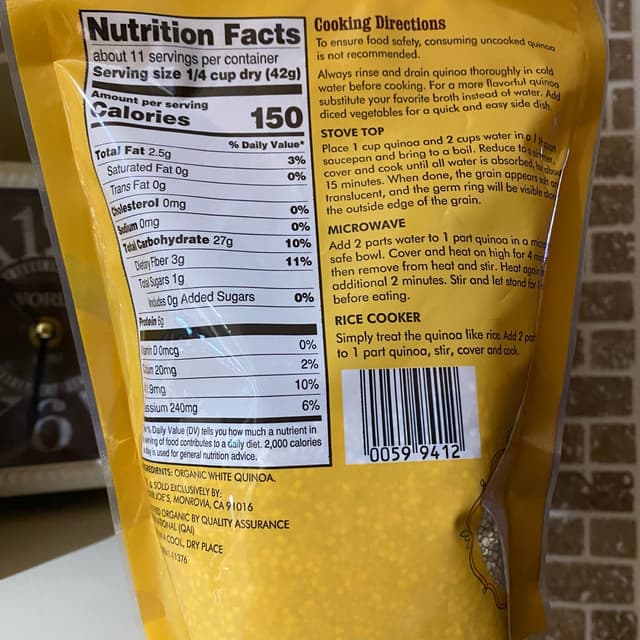 Nutrition Facts
about 11 servings per container
Serving size 1/4 cup dry (42g)
Amount per serving
Calories 150
% Daily Value*
Total Fat 2.5g 3%
Saturated Fat 0g 0%
Trans Fat 0g
Cholesterol 0mg 0%
Sodium 0mg 0%
Total Carbohydrate 27g 10%
Dietary Fiber 3g 11%
Total Sugars 1g
Includes 0g Added Sugars 0%
Protein 6g
D 0mcg 0%
20mg 2%
.9mg 10%
240mg 6%
% Daily Value (DV) tells you how much a nutrient in
of food contributes to a daily diet. 2,000 calories
is used for general nutrition advice.
ORGANIC WHITE QUINOA.
& SOLD EXCLUSIVELY BY:
JOE'S, MONROVIA, CA 91016
ORGANIC BY QUALITY ASSURANCE
(QAI)
COOL, DRY PLACE
11376
Cooking Directions
To ensure food safety, consuming uncooked quinoa
is not recommended.
Always rinse and drain quinoa thoroughly in cold
water before cooking. For a more flavorful quinoa
substitute your favorite broth instead of water. Add
diced vegetables for a quick and easy side dish.
STOVE TOP
Place 1 cup quinoa and 2 cups water in a 1
saucepan and bring to a boil. Reduce to
cover and cook until all water is absorbed,
15 minutes. When done, the grain appears
translucent, and the germ ring will be visible
the outside edge of the grain.
MICROWAVE
Add 2 parts water to 1 part quinoa in a
safe bowl. Cover and heat on high for 4
then remove from heat and stir. Heat again
additional 2 minutes. Stir and let stand for
before eating.
RICE COOKER
Simply treat the quinoa like rice. Add 2
to 1 part quinoa, stir, cover and cook.
0059 9412
6